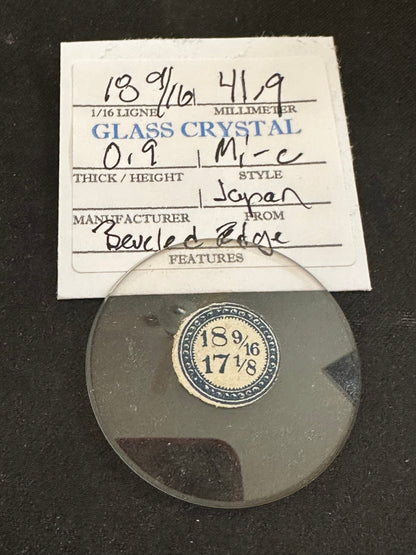 18 9/16 41.9
1/16 LIGNE MILLIMETER
GLASS CRYSTAL
0.9 Mi-c
THICK / HEIGHT STYLE
Japan
MANUFACTURER FROM
Beveled Edge
FEATURES
18 9/16
17 1/8